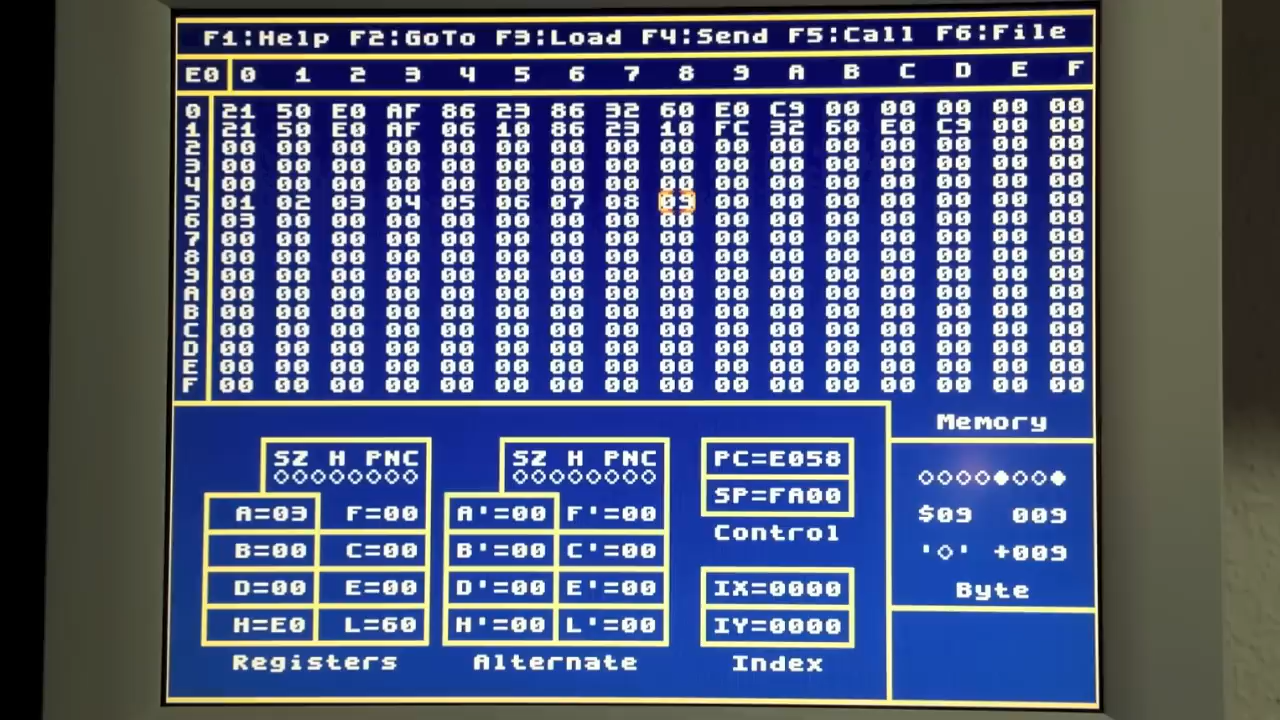 F1:Help F2:GoTo F3:Load F4:Send F5:Call F6:File
E0 0 1 2 3 4 5 6 7 8 9 A B C D E F
0 21 50 E0 AF 86 23 86 32 60 E0 C9 00 00 00 00 00
1 21 50 E0 AF 06 10 86 23 10 FC 32 60 E0 C9 00 00
2 00 00 00 00 00 00 00 00 00 00 00 00 00 00 00 00
3 00 00 00 00 00 00 00 00 00 00 00 00 00 00 00 00
4 00 00 00 00 00 00 00 00 00 00 00 00 00 00 00 00
5 01 02 03 04 05 06 07 08 09 00 00 00 00 00 00 00
6 03 00 00 00 00 00 00 00 00 00 00 00 00 00 00 00
7 00 00 00 00 00 00 00 00 00 00 00 00 00 00 00 00
8 00 00 00 00 00 00 00 00 00 00 00 00 00 00 00 00
9 00 00 00 00 00 00 00 00 00 00 00 00 00 00 00 00
A 00 00 00 00 00 00 00 00 00 00 00 00 00 00 00 00
B 00 00 00 00 00 00 00 00 00 00 00 00 00 00 00 00
C 00 00 00 00 00 00 00 00 00 00 00 00 00 00 00 00
D 00 00 00 00 00 00 00 00 00 00 00 00 00 00 00 00
E 00 00 00 00 00 00 00 00 00 00 00 00 00 00 00 00
F 00 00 00 00 00 00 00 00 00 00 00 00 00 00 00 00
Memory
◇◇◇◇◆◇◇◆
$09 009
'◇' +009
Byte
SZ H PNC
◇◇◇◇◇◇◇◇
A=03 F=00
B=00 C=00
D=00 E=00
H=E0 L=60
Registers
SZ H PNC
◇◇◇◇◇◇◇◇
A'=00 F'=00
B'=00 C'=00
D'=00 E'=00
H'=00 L'=00
Alternate
PC=E058
SP=FA00
Control
IX=0000
IY=0000
Index